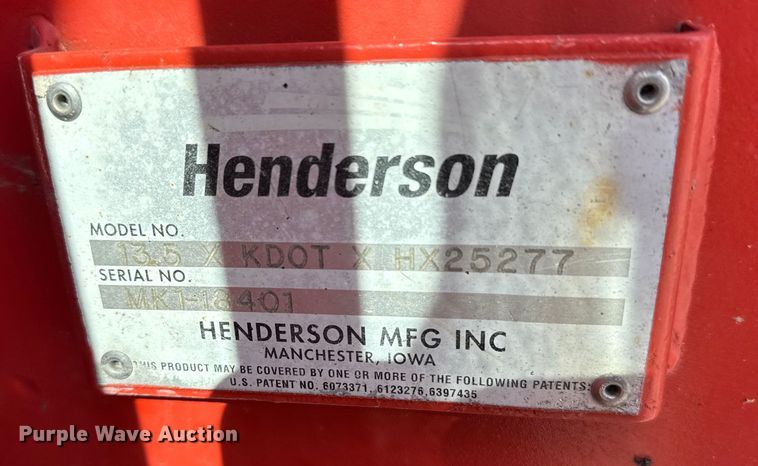 Henderson
MODEL NO.
13.5 X KDOT X HX25277
SERIAL NO.
MK1-18401
HENDERSON MFG INC
MANCHESTER, IOWA
THIS PRODUCT MAY BE COVERED BY ONE OR MORE OF THE FOLLOWING PATENTS:
U.S. PATENT NO. 6073371, 6123276,6397435
Purple Wave Auction